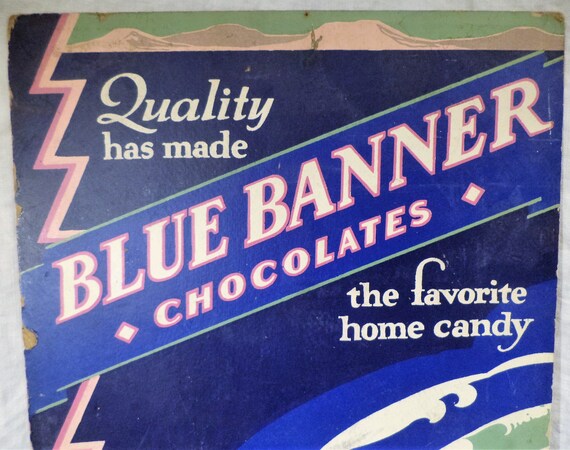 Quality
has made
BLUE BANNER
CHOCOLATES
the favorite
home candy